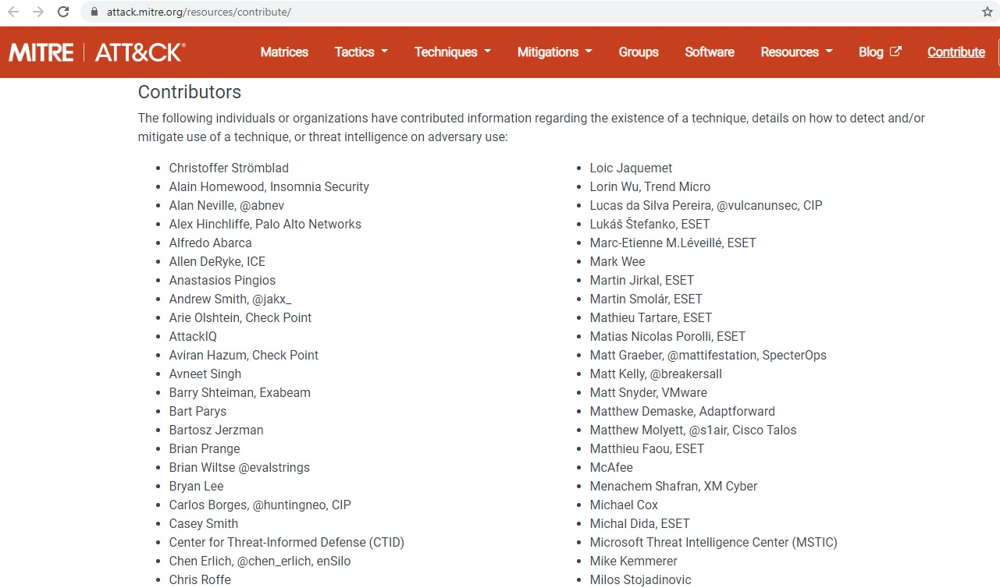 attack.mitre.org/resources/contribute/
MITRE | ATT&CK®
Matrices Tactics Techniques Mitigations Groups Software Resources Blog Contribute
Contributors
The following individuals or organizations have contributed information regarding the existence of a technique, details on how to detect and/or
mitigate use of a technique, or threat intelligence on adversary use:
Christoffer Strömblad
Alain Homewood, Insomnia Security
Alan Neville, @abnev
Alex Hinchliffe, Palo Alto Networks
Alfredo Abarca
Allen DeRyke, ICE
Anastasios Pingios
Andrew Smith, @jakx_
Arie Olshtein, Check Point
AttackIQ
Aviran Hazum, Check Point
Avneet Singh
Barry Shteiman, Exabeam
Bart Parys
Bartosz Jerzman
Brian Prange
Brian Wiltse @evalstrings
Bryan Lee
Carlos Borges, @huntingneo, CIP
Casey Smith
Center for Threat-Informed Defense (CTID)
Chen Erlich, @chen_erlich, enSilo
Chris Roffe
Loic Jaquemet
Lorin Wu, Trend Micro
Lucas da Silva Pereira, @vulcanunsec, CIP
Lukáš Štefanko, ESET
Marc-Etienne M.Léveillé, ESET
Mark Wee
Martin Jirkal, ESET
Martin Smolár, ESET
Mathieu Tartare, ESET
Matias Nicolas Porolli, ESET
Matt Graeber, @mattifestation, SpecterOps
Matt Kelly, @breakersall
Matt Snyder, VMware
Matthew Demaske, Adaptforward
Matthew Molyett, @s1air, Cisco Talos
Matthieu Faou, ESET
McAfee
Menachem Shafran, XM Cyber
Michael Cox
Michal Dida, ESET
Microsoft Threat Intelligence Center (MSTIC)
Mike Kemmerer
Milos Stojadinovic